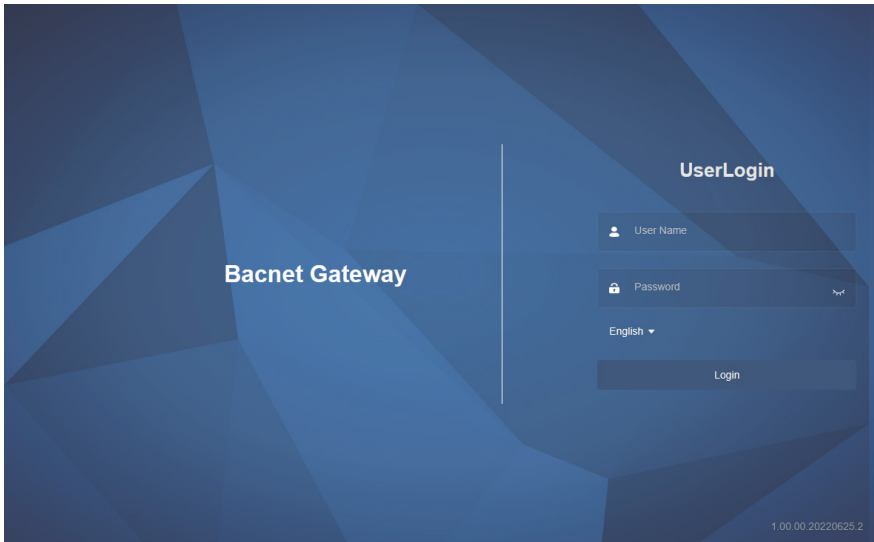 Bacnet Gateway
UserLogin
User Name
Password
English
Login
1.00.00.20220625.2